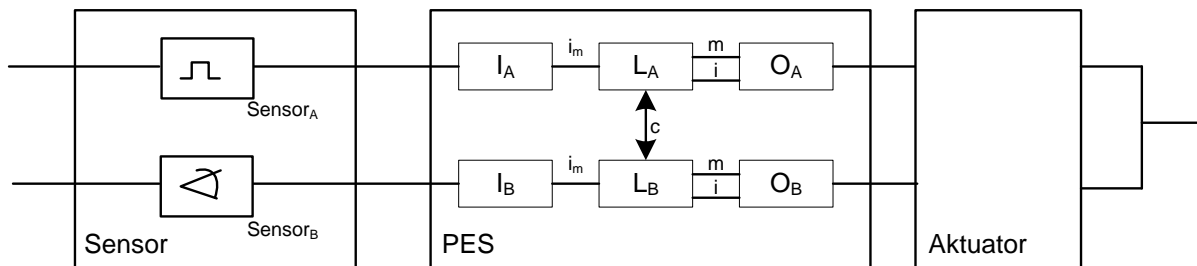 Sensor_A
Sensor_B
Sensor
I_A
i_m
L_A
m
i
O_A
c
I_B
i_m
L_B
m
i
O_B
PES
Aktuator